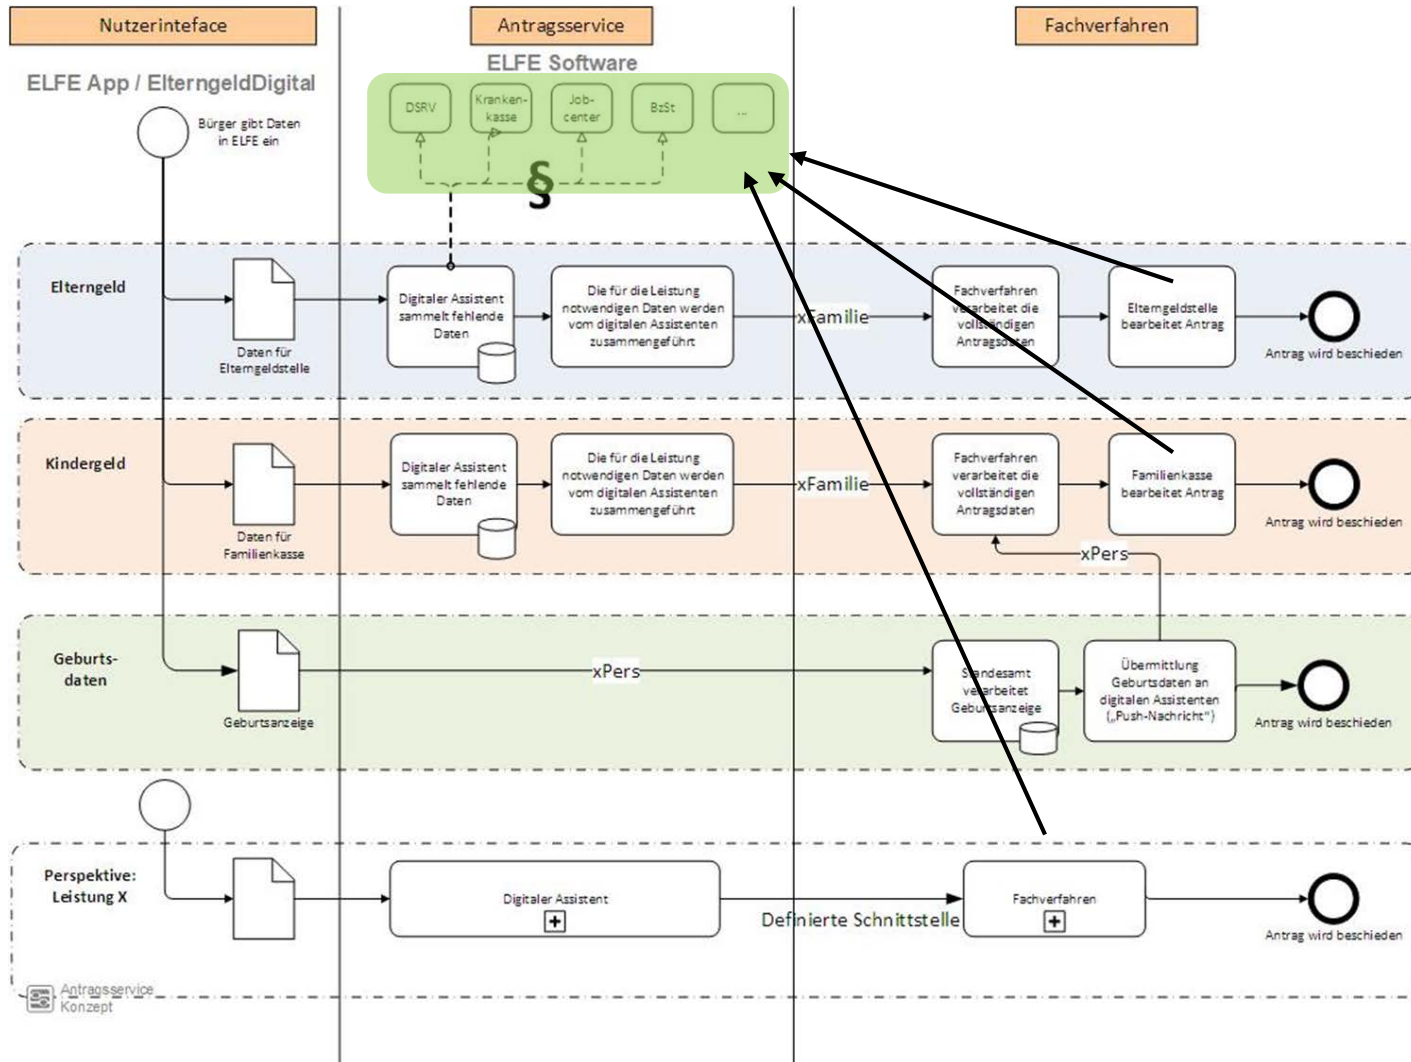 Nutzerinteface
Antragsservice
Fachverfahren
ELFE App / ElterngeldDigital
ELFE Software
Bürger gibt Daten
in ELFE ein
DSRV
Kranken-
kasse
Job-
center
BzSt
...
§
Elterngeld
Daten für
Elterngeldstelle
Digitaler Assistent
sammelt fehlende
Daten
Die für die Leistung
notwendigen Daten werden
vom digitalen Assistenten
zusammengeführt
xFamilie
Fachverfahren
verarbeitet die
vollständigen
Antragsdaten
Elterngeldstelle
bearbeitet Antrag
Antrag wird beschieden
Kindergeld
Daten für
Familienkasse
Digitaler Assistent
sammelt fehlende
Daten
Die für die Leistung
notwendigen Daten werden
vom digitalen Assistenten
zusammengeführt
xFamilie
Fachverfahren
verarbeitet die
vollständigen
Antragsdaten
Familienkasse
bearbeitet Antrag
Antrag wird beschieden
xPers
Geburts-
daten
Geburtsanzeige
xPers
Standesamt
verarbeitet
Geburtsanzeige
Übermittlung
Geburtsdaten an
digitalen Assistenten
(„Push-Nachricht“)
Antrag wird beschieden
Perspektive:
Leistung X
Digitaler Assistent
Definierte Schnittstelle
Fachverfahren
Antrag wird beschieden
Antragsservice
Konzept